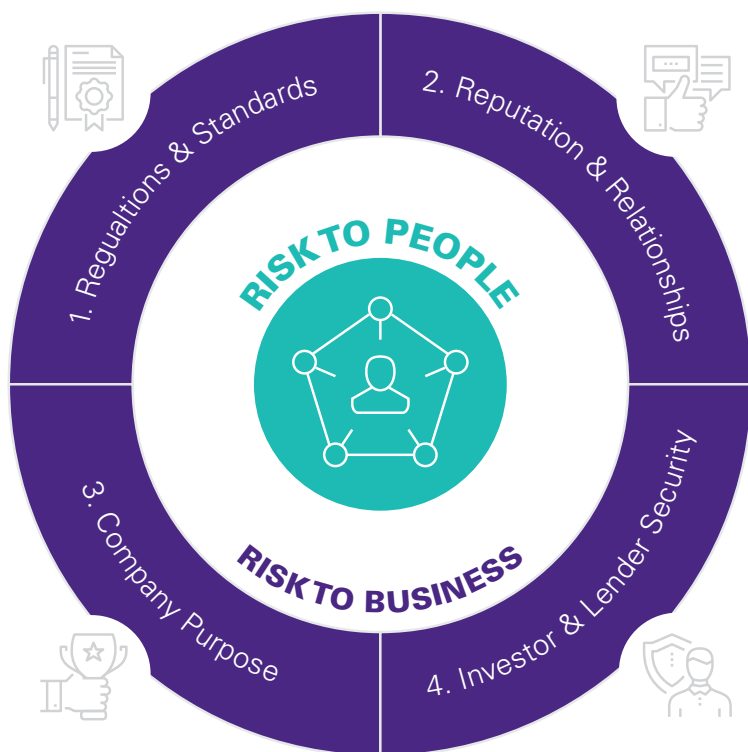 1. Regualtions & Standards
2. Reputation & Relationships
RISK TO PEOPLE
RISK TO BUSINESS
3. Company Purpose
4. Investor & Lender Security